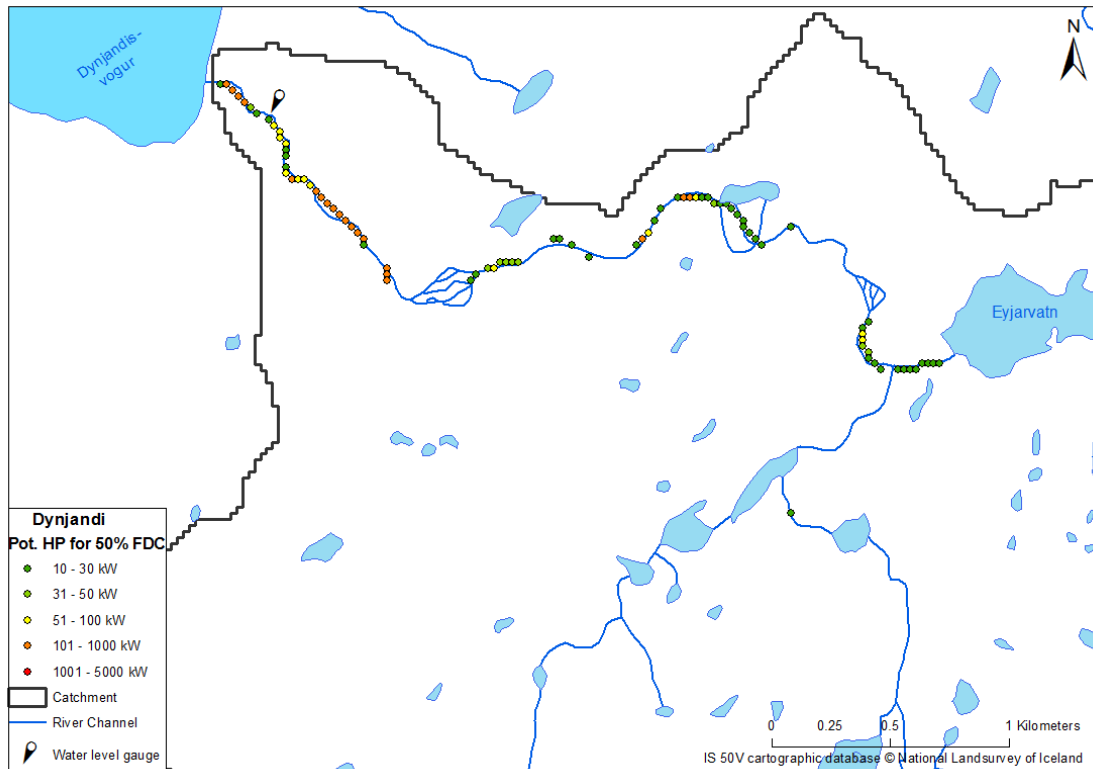 Dynjandis-
vogur
N
Eyjarvatn
Dynjandi
Pot. HP for 50% FDC
10 - 30 kW
31 - 50 kW
51 - 100 kW
101 - 1000 kW
1001 - 5000 kW
Catchment
River Channel
Water level gauge
0 0.25 0.5 1 Kilometers
IS 50V cartographic database © National Landsurvey of Iceland